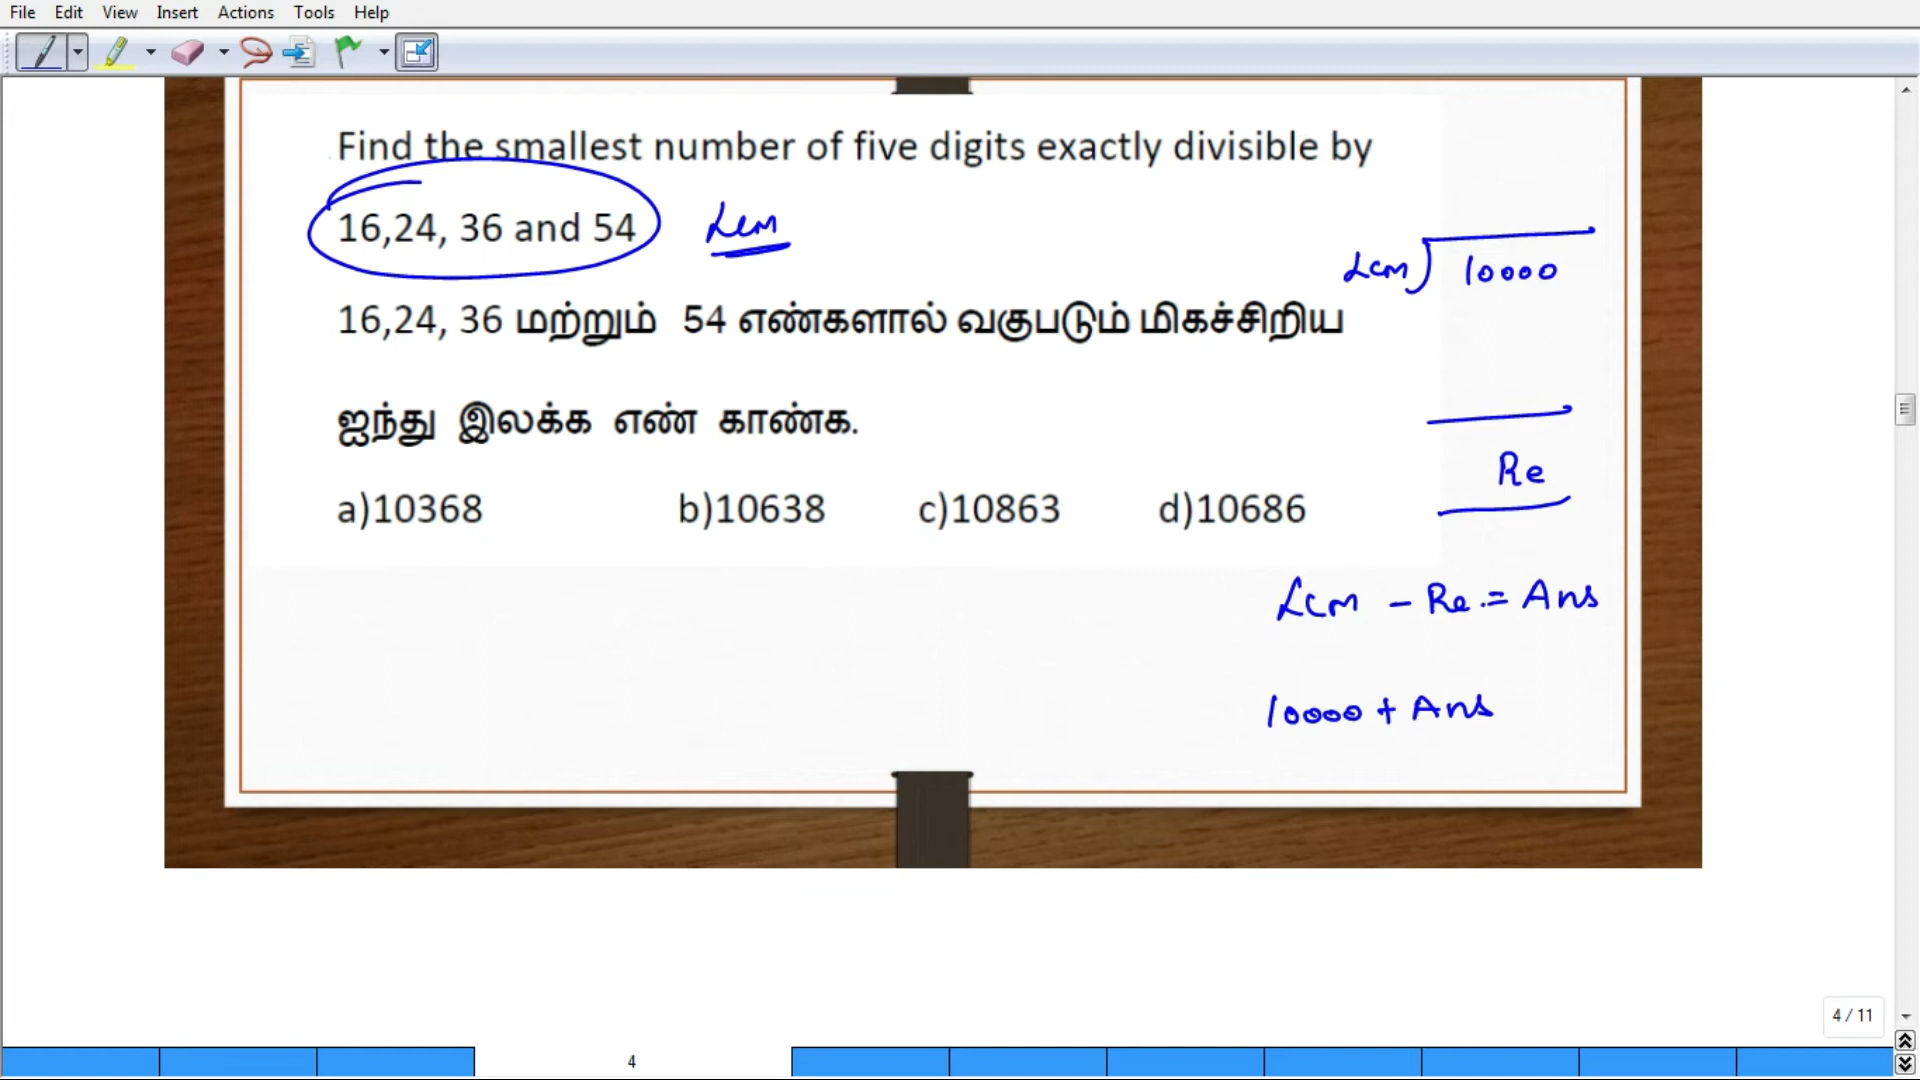 File Edit View Insert Actions Tools Help
Find the smallest number of five digits exactly divisible by
16,24, 36 and 54 Lcm
Lcm) 10000
16,24, 36 மற்றும் 54 எண்களால் வகுபடும் மிகச்சிறிய
ஐந்து இலக்க எண் காண்க.
Re
a)10368 b)10638 c)10863 d)10686
Lcm - Re.= Ans
10000 + Ans
4 / 11
4